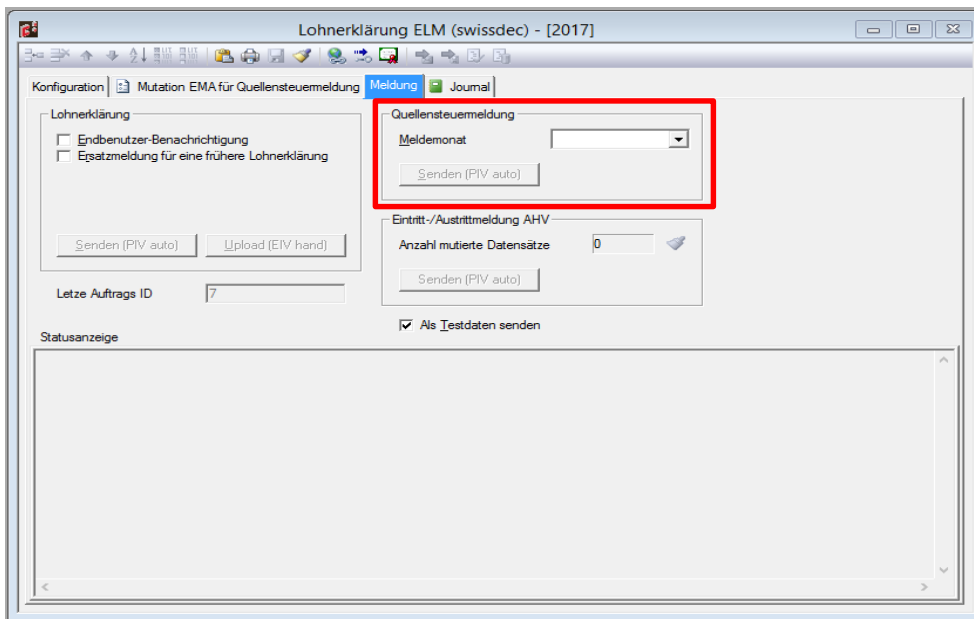 Lohnerklärung ELM (swissdec) - [2017]
Konfiguration Mutation EMA für Quellensteuermeldung Meldung Journal
Lohnerklärung
Endbenutzer-Benachrichtigung
Ersatzmeldung für eine frühere Lohnerklärung
Senden (PIV auto) Upload (EIV hand)
Letze Auftrags ID 7
Quellensteuermeldung
Meldemonat
Senden (PIV auto)
Eintritt-/Austrittmeldung AHV
Anzahl mutierte Datensätze 0
Senden (PIV auto)
Als Testdaten senden
Statusanzeige